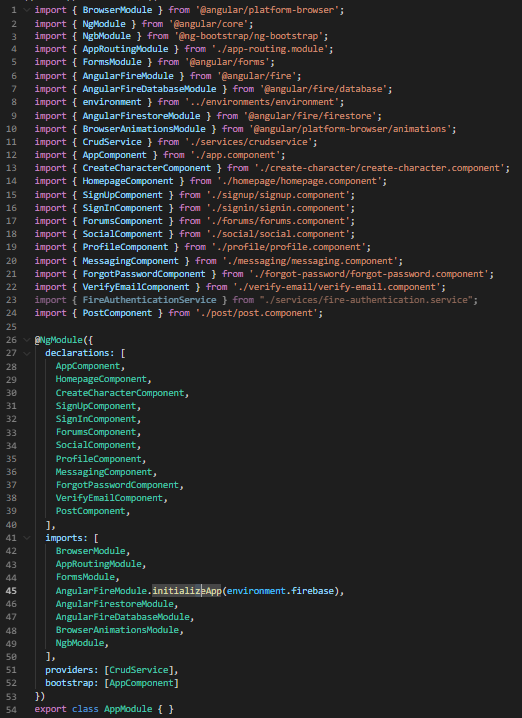 1 import { BrowserModule } from '@angular/platform-browser';
2 import { NgModule } from '@angular/core';
3 import { NgbModule } from '@ng-bootstrap/ng-bootstrap';
4 import { AppRoutingModule } from './app-routing.module';
5 import { FormsModule } from '@angular/forms';
6 import { AngularFireModule } from '@angular/fire';
7 import { AngularFireDatabaseModule } from '@angular/fire/database';
8 import { environment } from '../environments/environment';
9 import { AngularFirestoreModule } from '@angular/fire/firestore';
10 import { BrowserAnimationsModule } from '@angular/platform-browser/animations';
11 import { CrudService } from './services/crudservice';
12 import { AppComponent } from './app.component';
13 import { CreateCharacterComponent } from './create-character/create-character.component';
14 import { HomepageComponent } from './homepage/homepage.component';
15 import { SignUpComponent } from './signup/signup.component';
16 import { SignInComponent } from './signin/signin.component';
17 import { ForumsComponent } from './forums/forums.component';
18 import { SocialComponent } from './social/social.component';
19 import { ProfileComponent } from './profile/profile.component';
20 import { MessagingComponent } from './messaging/messaging.component';
21 import { ForgotPasswordComponent } from './forgot-password/forgot-password.component';
22 import { VerifyEmailComponent } from './verify-email/verify-email.component';
23 import { FireAuthenticationService } from "./services/fire-authentication.service";
24 import { PostComponent } from './post/post.component';
25
26 @NgModule({
27 declarations: [
28 AppComponent,
29 HomepageComponent,
30 CreateCharacterComponent,
31 SignUpComponent,
32 SignInComponent,
33 ForumsComponent,
34 SocialComponent,
35 ProfileComponent,
36 MessagingComponent,
37 ForgotPasswordComponent,
38 VerifyEmailComponent,
39 PostComponent,
40 ],
41 imports: [
42 BrowserModule,
43 AppRoutingModule,
44 FormsModule,
45 AngularFireModule.initializeApp(environment.firebase),
46 AngularFirestoreModule,
47 AngularFireDatabaseModule,
48 BrowserAnimationsModule,
49 NgbModule,
50 ],
51 providers: [CrudService],
52 bootstrap: [AppComponent]
53 })
54 export class AppModule { }